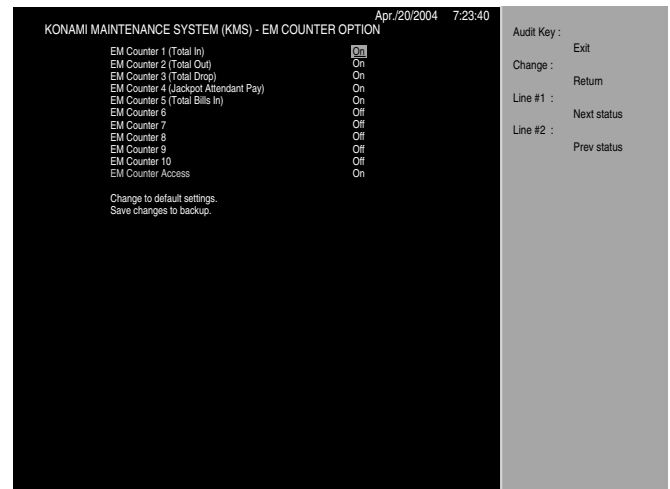 Apr./20/2004 7:23:40
KONAMI MAINTENANCE SYSTEM (KMS) - EM COUNTER OPTION
EM Counter 1 (Total In) On
EM Counter 2 (Total Out) On
EM Counter 3 (Total Drop) On
EM Counter 4 (Jackpot Attendant Pay) On
EM Counter 5 (Total Bills In) On
EM Counter 6 Off
EM Counter 7 Off
EM Counter 8 Off
EM Counter 9 Off
EM Counter 10 Off
EM Counter Access On
Change to default settings.
Save changes to backup.
Audit Key :
Exit
Change :
Return
Line #1 :
Next status
Line #2 :
Prev status